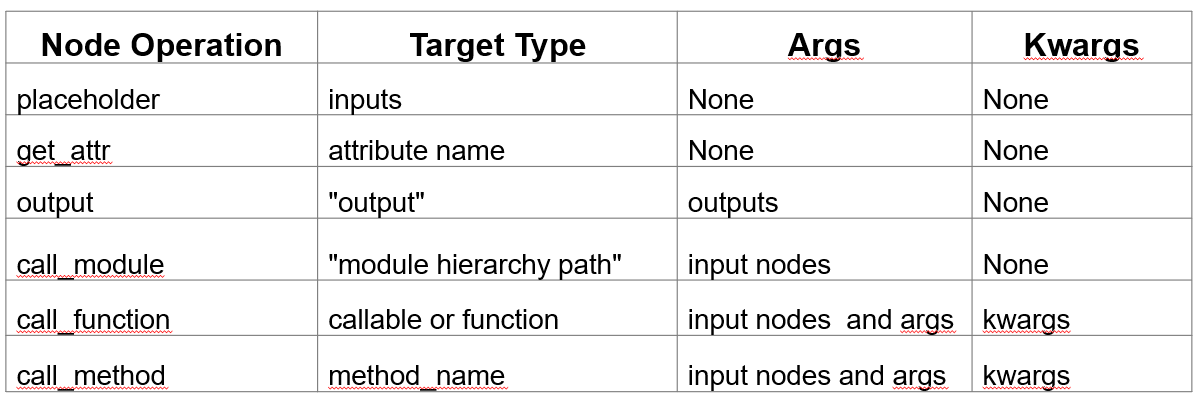 Node Operation Target Type Args Kwargs
placeholder inputs None None
get_attr attribute name None None
output "output" outputs None
call_module "module hierarchy path" input nodes None
call_function callable or function input nodes  and args kwargs
call_method method_name input nodes and args kwargs